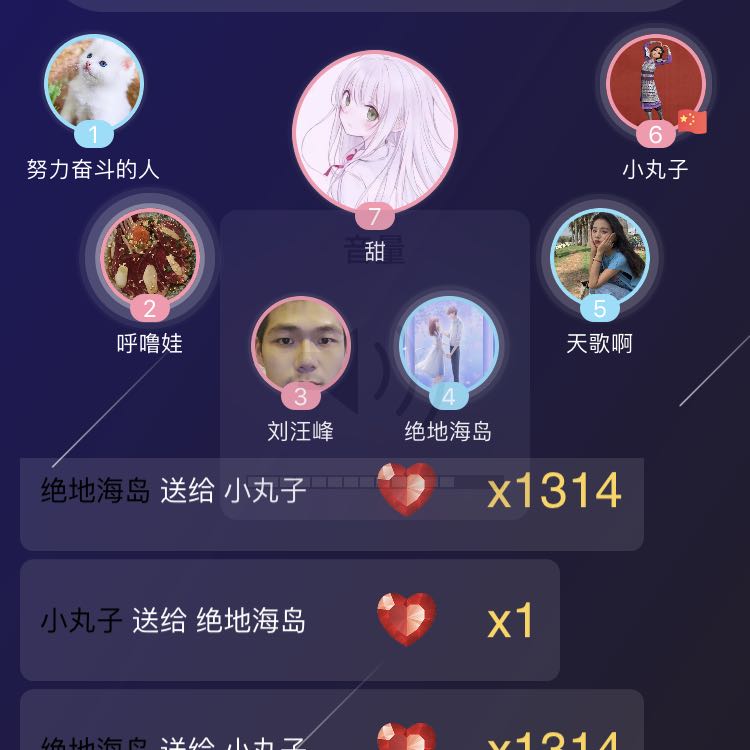 1
努力奋斗的人
7
音量
甜
6
小丸子
2
呼噜娃
5
天歌啊
3
刘汪峰
4
绝地海岛
绝地海岛 送给 小丸子 x1314
小丸子 送给 绝地海岛 x1
绝地海岛 送给 小丸子 x1314